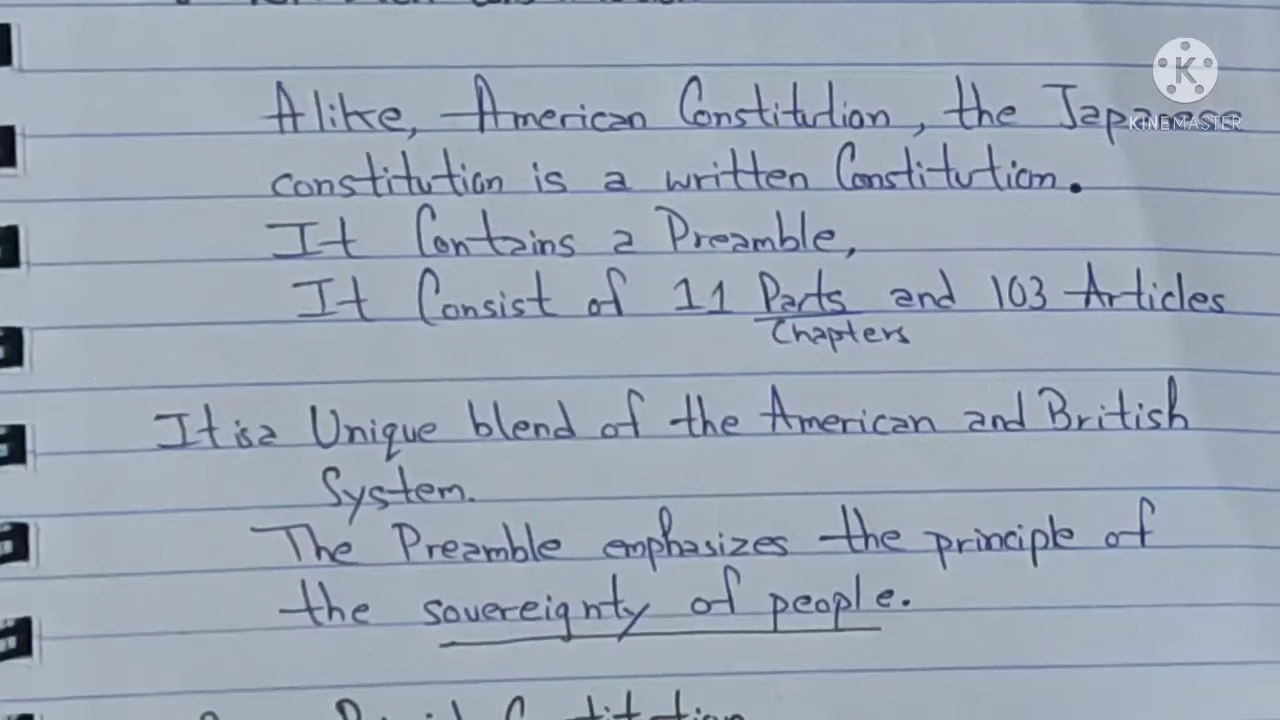 Alike, American Constitution, the Japanese
constitution is a written Constitution.
It Contains a Preamble,
It Consist of 11 Parts and 103 Articles
Chapters
It is a Unique blend of the American and British
System.
The Preamble emphasizes the principle of
the sovereignty of people.
Constitution
K
KINEMASTER